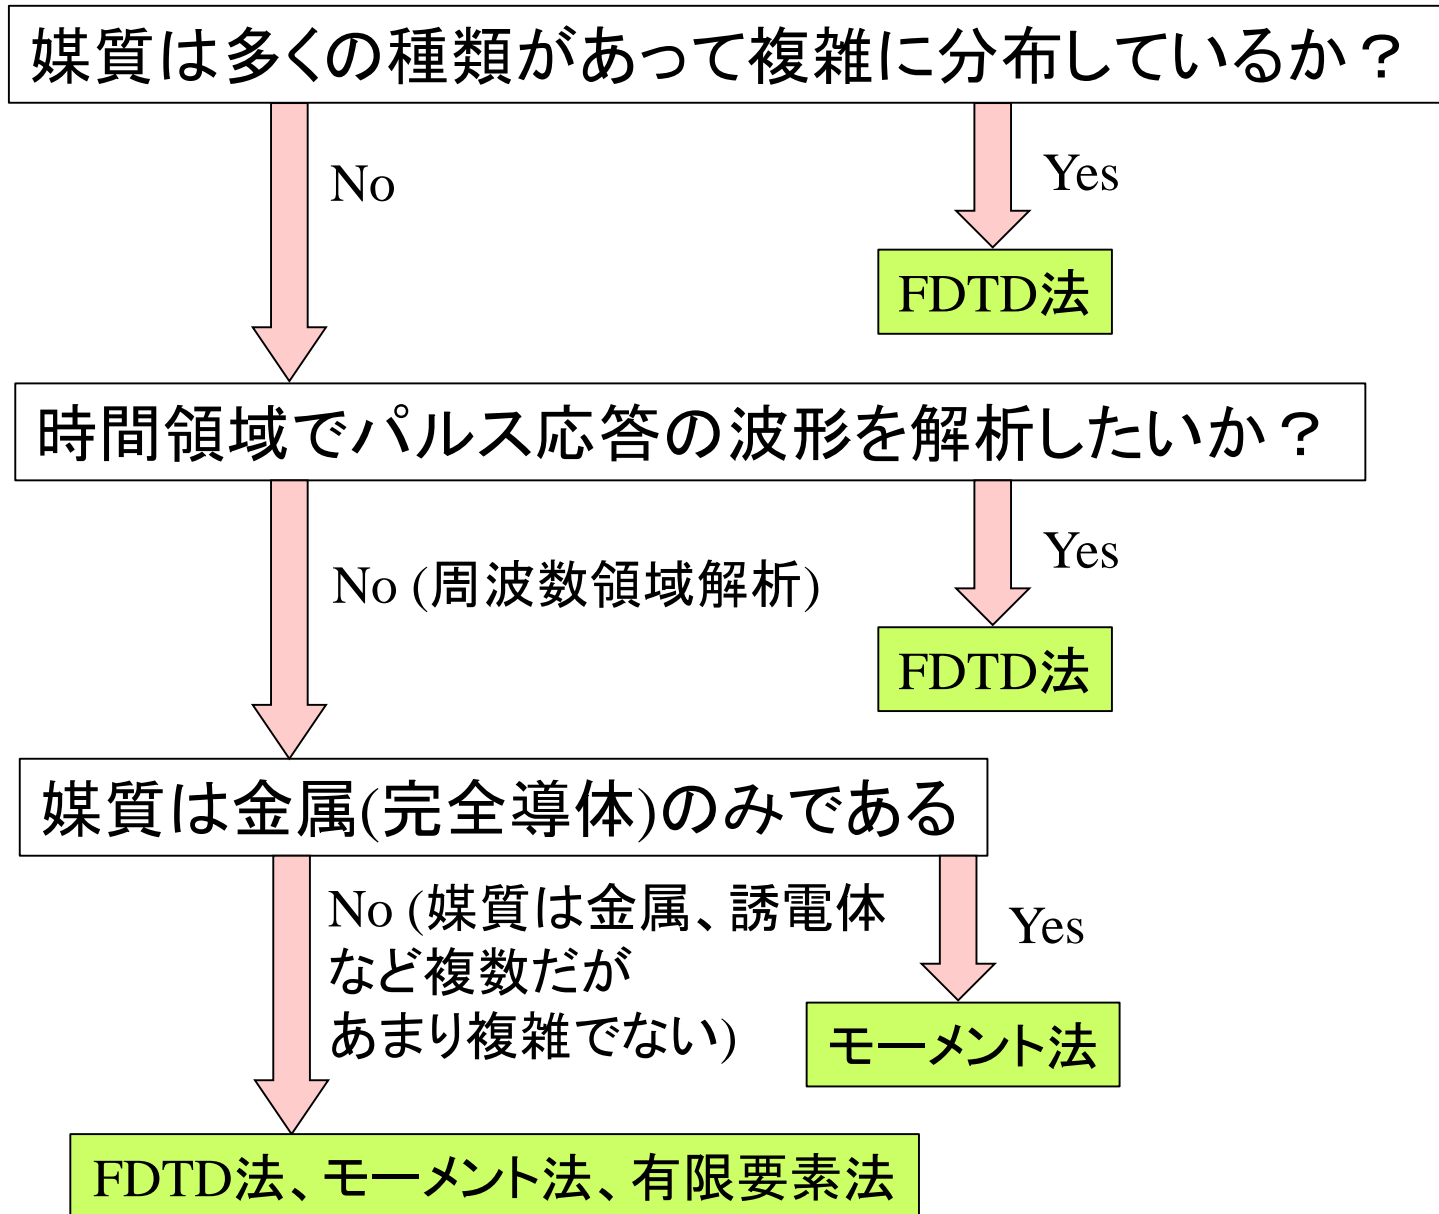 媒質は多くの種類があって複雑に分布しているか？
No
Yes
FDTD法
時間領域でパルス応答の波形を解析したいか？
No (周波数領域解析)
Yes
FDTD法
媒質は金属(完全導体)のみである
No (媒質は金属、誘電体
など複数だが
あまり複雑でない)
Yes
モーメント法
FDTD法、モーメント法、有限要素法